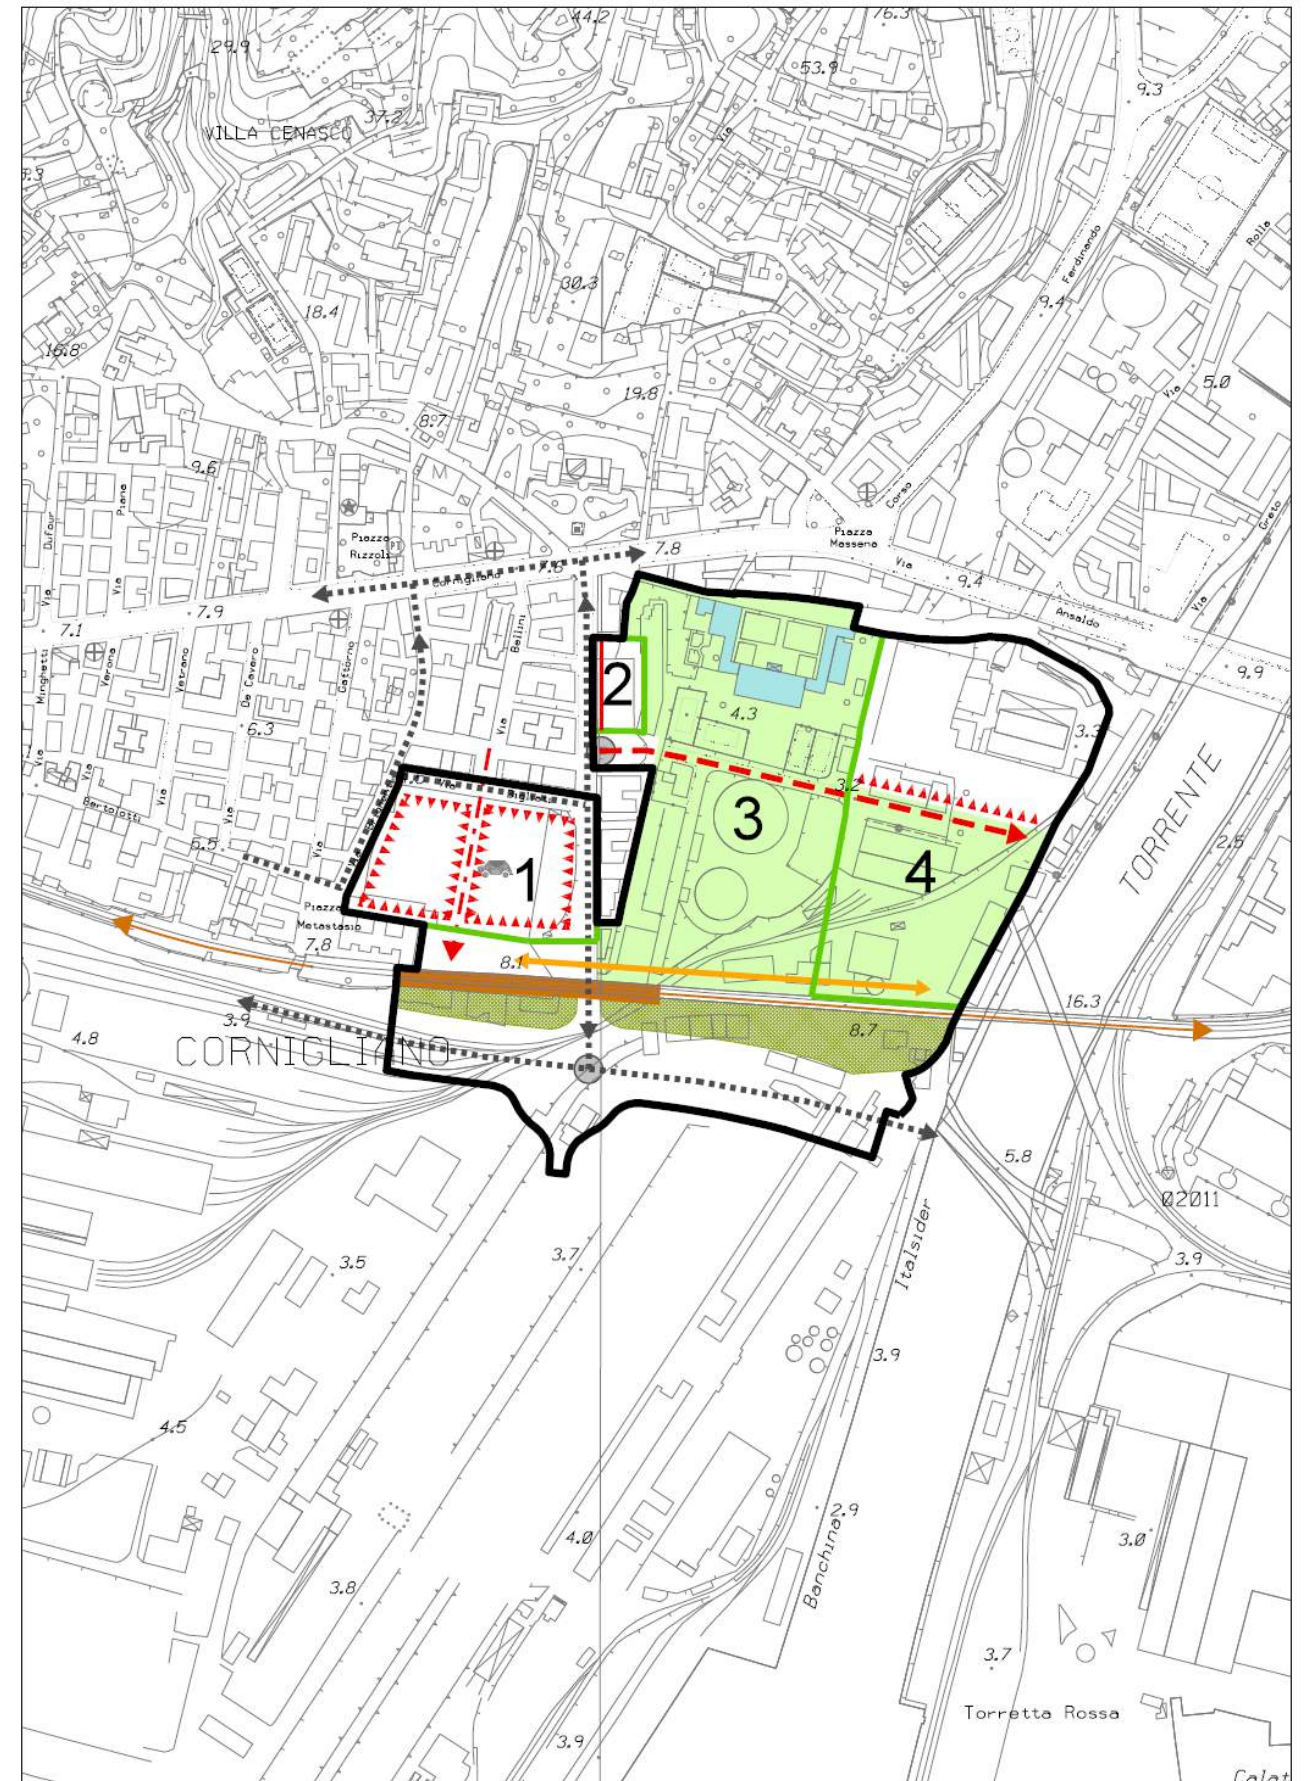 44.2
76.3
29.9
53.9
9.3
37.2
VILLA CENASCO
Via
Rolla
Ferdinando
30.3
18.4
9.4
16.8
5.0
19.8
Via
8.7
M
9.6
Corso
Greto
Piana
Dufour
Piazza
Rizzoli
Piazza
Massena
7.8
Via
7.6
Cornigliano
Via
Via
9.4
7.9
Ansaldo
Via
7.1
Bellini
Gattorno
De Cavero
Vetrano
Verona
Minghetti
9.9
2
4.3
6.3
3.3
Via
Via
Via
Via
3.2
TORRENTE
Bertolotti
3
6.5
Via
Via
2.5
1
4
Piazza
Metastasio
7.8
8.1
16.3
3.9
8.7
4.8
CORNIGLIANO
5.8
02011
Italsider
3.7
3.5
3.9
3.9
4.5
2.9
Banchina
4.0
3.0
3.8
3.7
Torretta Rossa
3.9
Calat